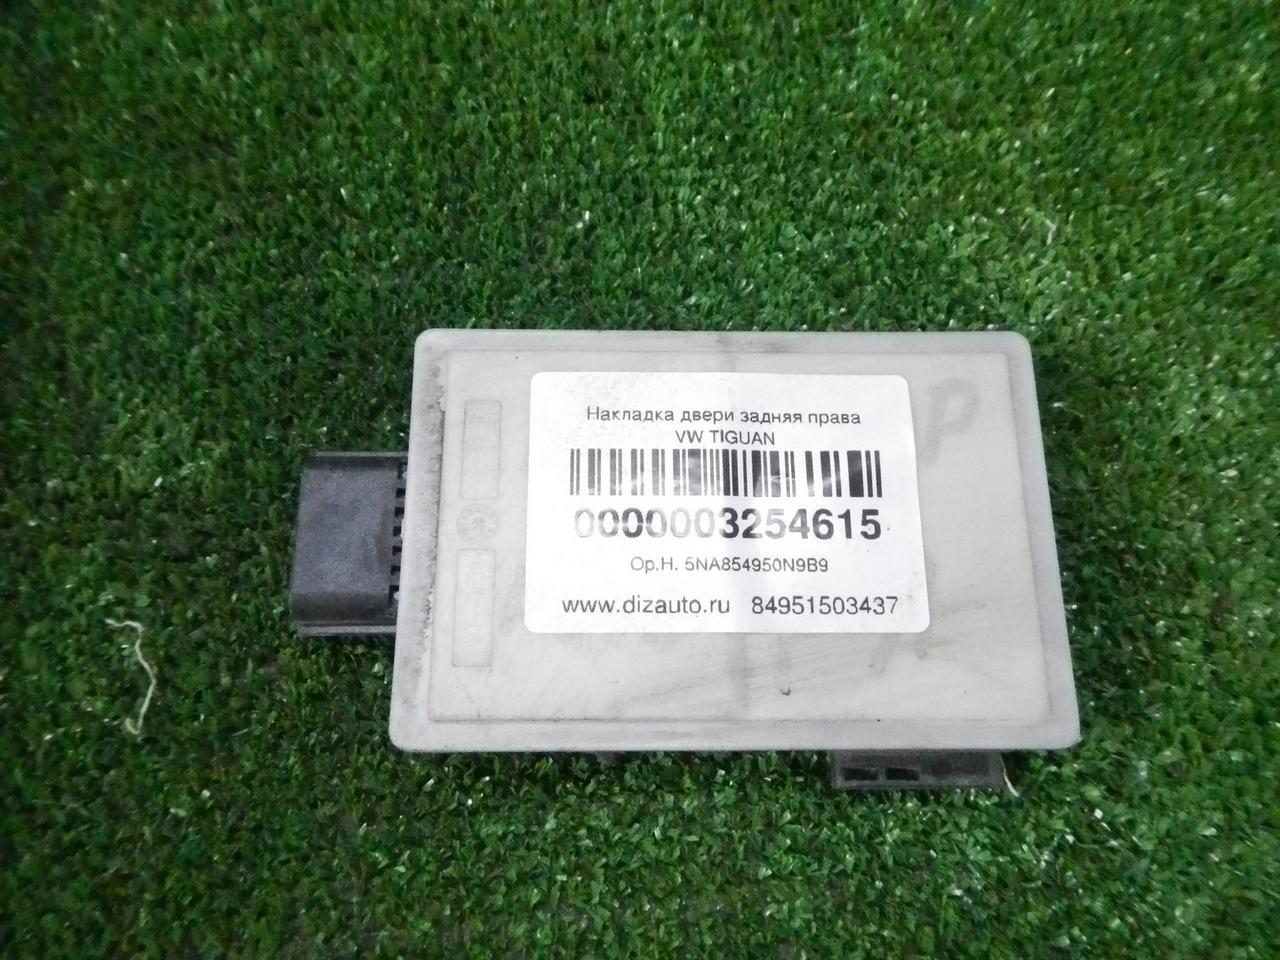 Накладка двери задняя права
VW TIGUAN
0000003254615
Ор.Н. 5NA854950N9B9
www.dizauto.ru 84951503437
P